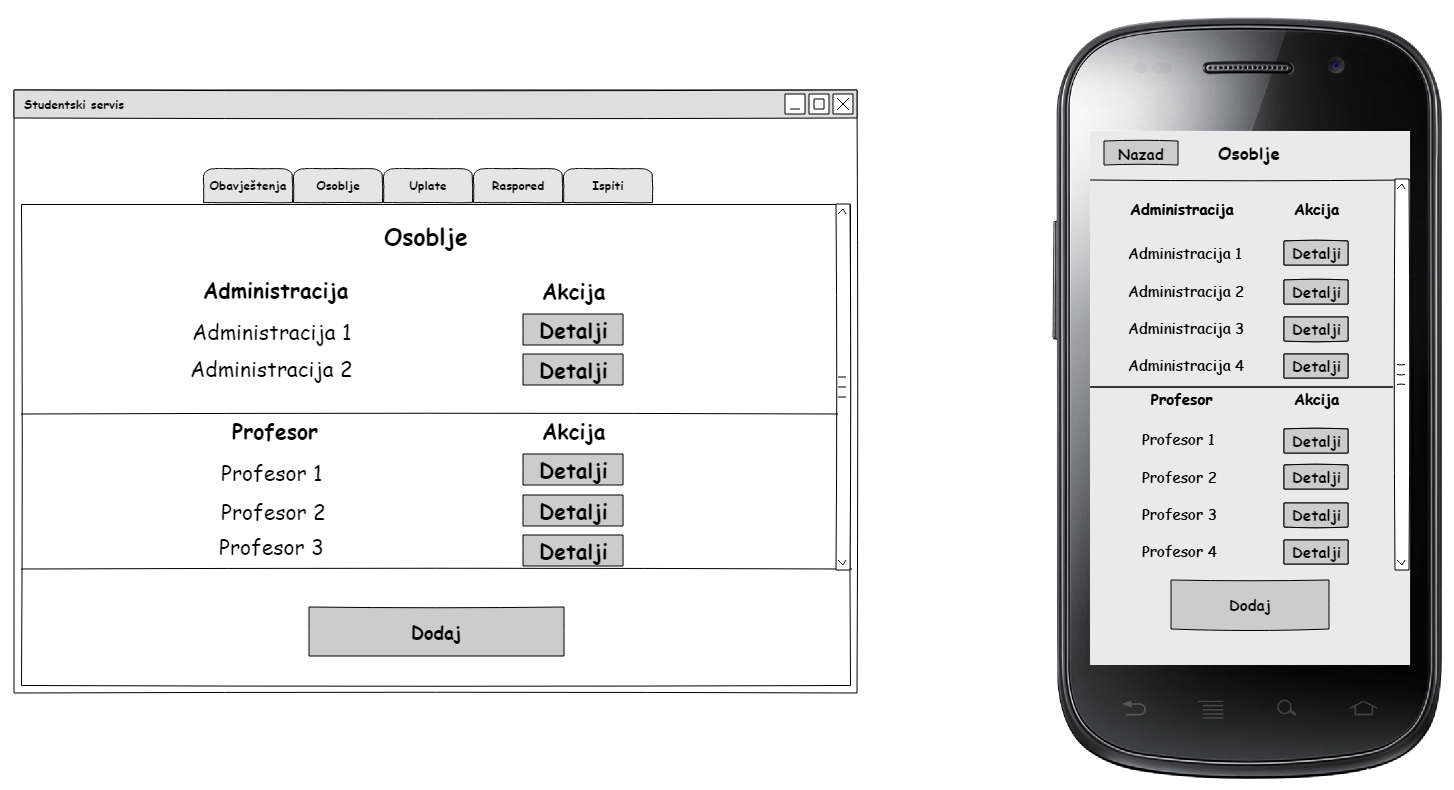 Studentski servis
Obavještenja Osoblje Uplate Raspored Ispiti
Osoblje
Administracija Akcija
Administracija 1 Detalji
Administracija 2 Detalji
Profesor Akcija
Profesor 1 Detalji
Profesor 2 Detalji
Profesor 3 Detalji
Dodaj
Nazad Osoblje
Administracija Akcija
Administracija 1 Detalji
Administracija 2 Detalji
Administracija 3 Detalji
Administracija 4 Detalji
Profesor Akcija
Profesor 1 Detalji
Profesor 2 Detalji
Profesor 3 Detalji
Profesor 4 Detalji
Dodaj